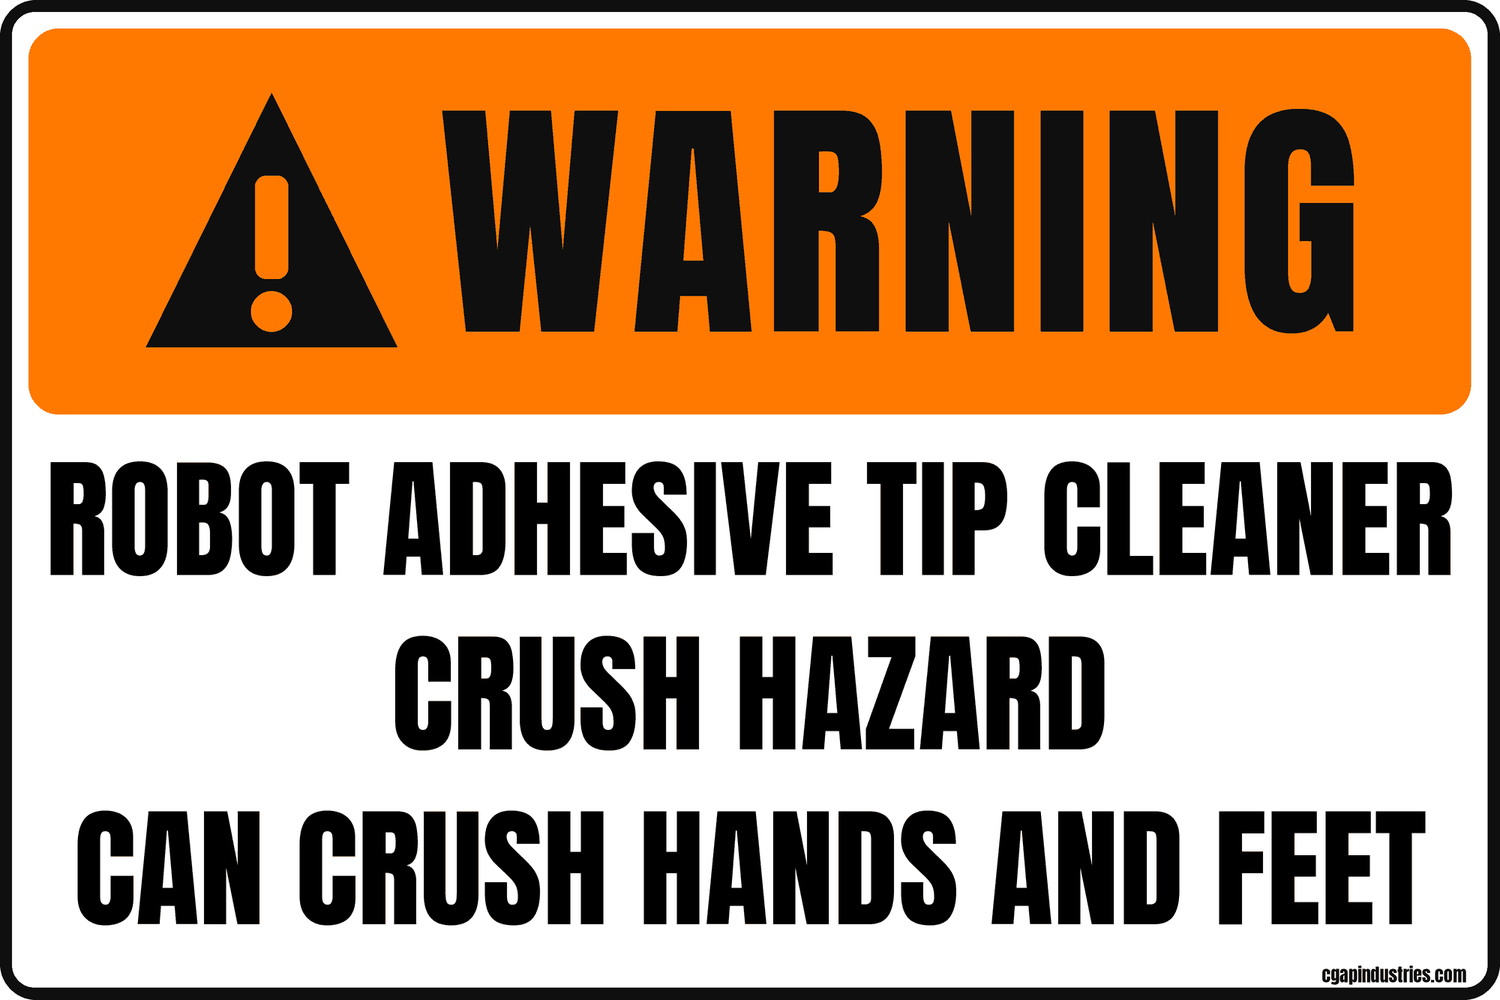 WARNING
ROBOT ADHESIVE TIP CLEANER
CRUSH HAZARD
CAN CRUSH HANDS AND FEET
cgapindustries.com